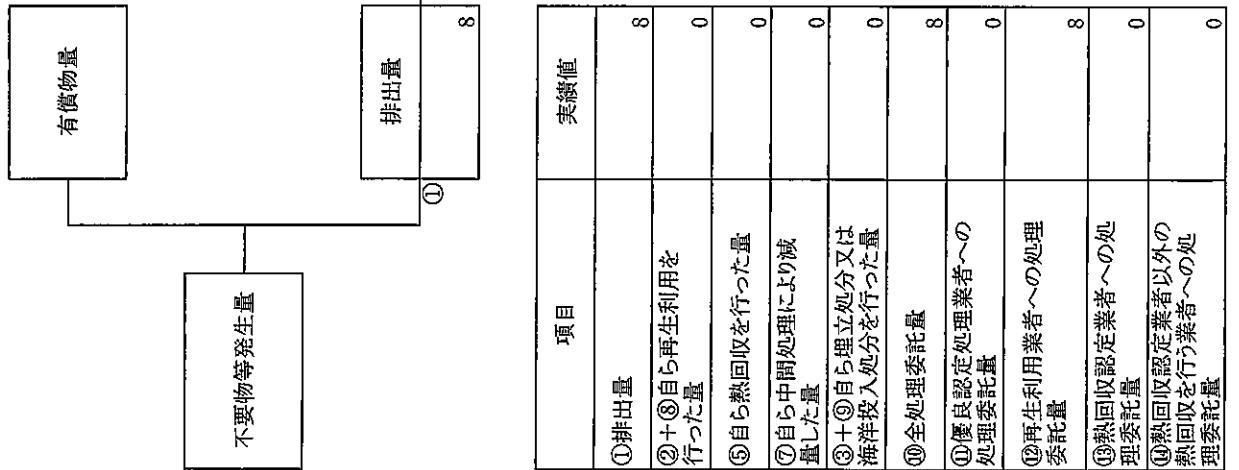 有償物量
不要物等発生量
①
排出量
8
項目
実績値
①排出量
8
②+⑧自ら再生利用を
行った量
0
⑤自ら熱回収を行った量
0
⑦自ら中間処理により減
量した量
0
③+⑨自ら埋立処分又は
海洋投入処分を行った量
0
⑩全処理委託量
8
⑪優良認定処理業者への
処理委託量
0
⑫再生利用業者への処理
委託量
8
⑬熱回収認定業者への処
理委託量
0
⑭熱回収認定業者以外の
熱回収を行う業者への処
理委託量
0